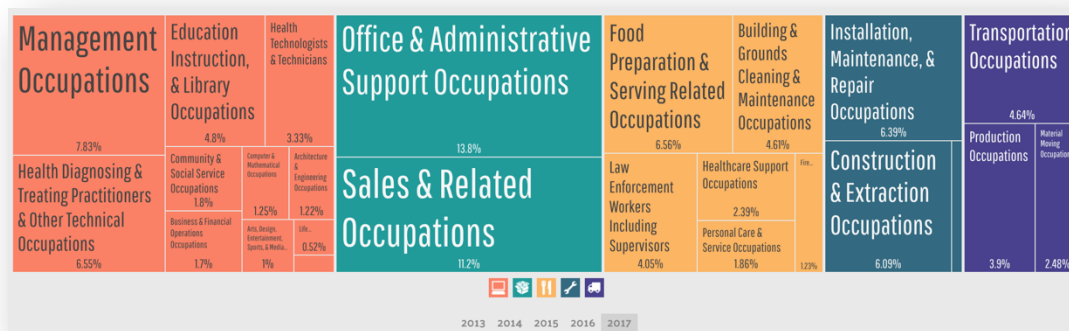 Management
Occupations
7.83%
Education
Instruction,
& Library
Occupations
4.8%
Health
Technologists
& Technicians
3.33%
Health Diagnosing &
Treating Practitioners
& Other Technical
Occupations
6.55%
Community &
Social Service
Occupations
1.8%
Computer &
Mathematical
Occupations
1.25%
Architecture
&
Engineering
Occupations
1.22%
Business & Financial
Operations
Occupations
1.7%
Arts, Design,
Entertainment,
Sports, & Media...
1%
Life...
0.52%
Office & Administrative
Support Occupations
13.8%
Sales & Related
Occupations
11.2%
Food
Preparation &
Serving Related
Occupations
6.56%
Building &
Grounds
Cleaning &
Maintenance
Occupations
4.61%
Law
Enforcement
Workers
Including
Supervisors
4.05%
Healthcare Support
Occupations
2.39%
Personal Care &
Service Occupations
1.86%
Fire...
1.23%
Installation,
Maintenance, &
Repair
Occupations
6.39%
Construction
& Extraction
Occupations
6.09%
Transportation
Occupations
4.64%
Production
Occupations
3.9%
Material
Moving
Occupation
2.48%
2013 2014 2015 2016 2017